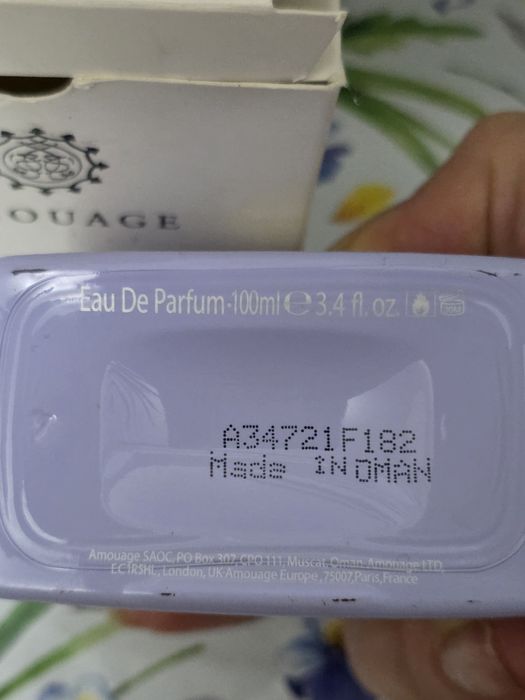 OUAGE
Eau De Parfum-100ml ℮ 3.4 fl. oz.
A34721F182
Made IN OMAN
Amouage SAOC, PO Box 307, CPO 111, Muscat, Oman-Amouage LTD,
EC1R5HL, London, UK-Amouage Europe, 75007, Paris, France